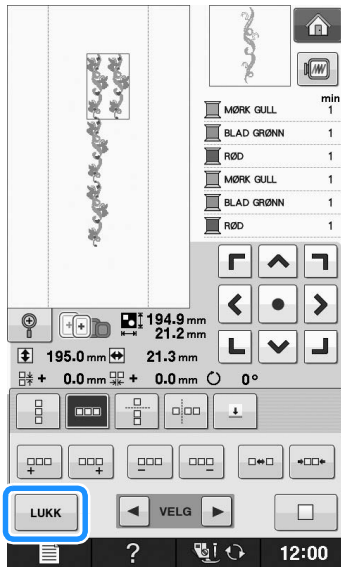 min
MØRK GULL 1
BLAD GRØNN 1
RØD 1
MØRK GULL 1
BLAD GRØNN 1
RØD 1
194.9 mm
21.2 mm
195.0 mm 21.3 mm
+ 0.0 mm + 0.0 mm 0°
LUKK
VELG
? 12:00